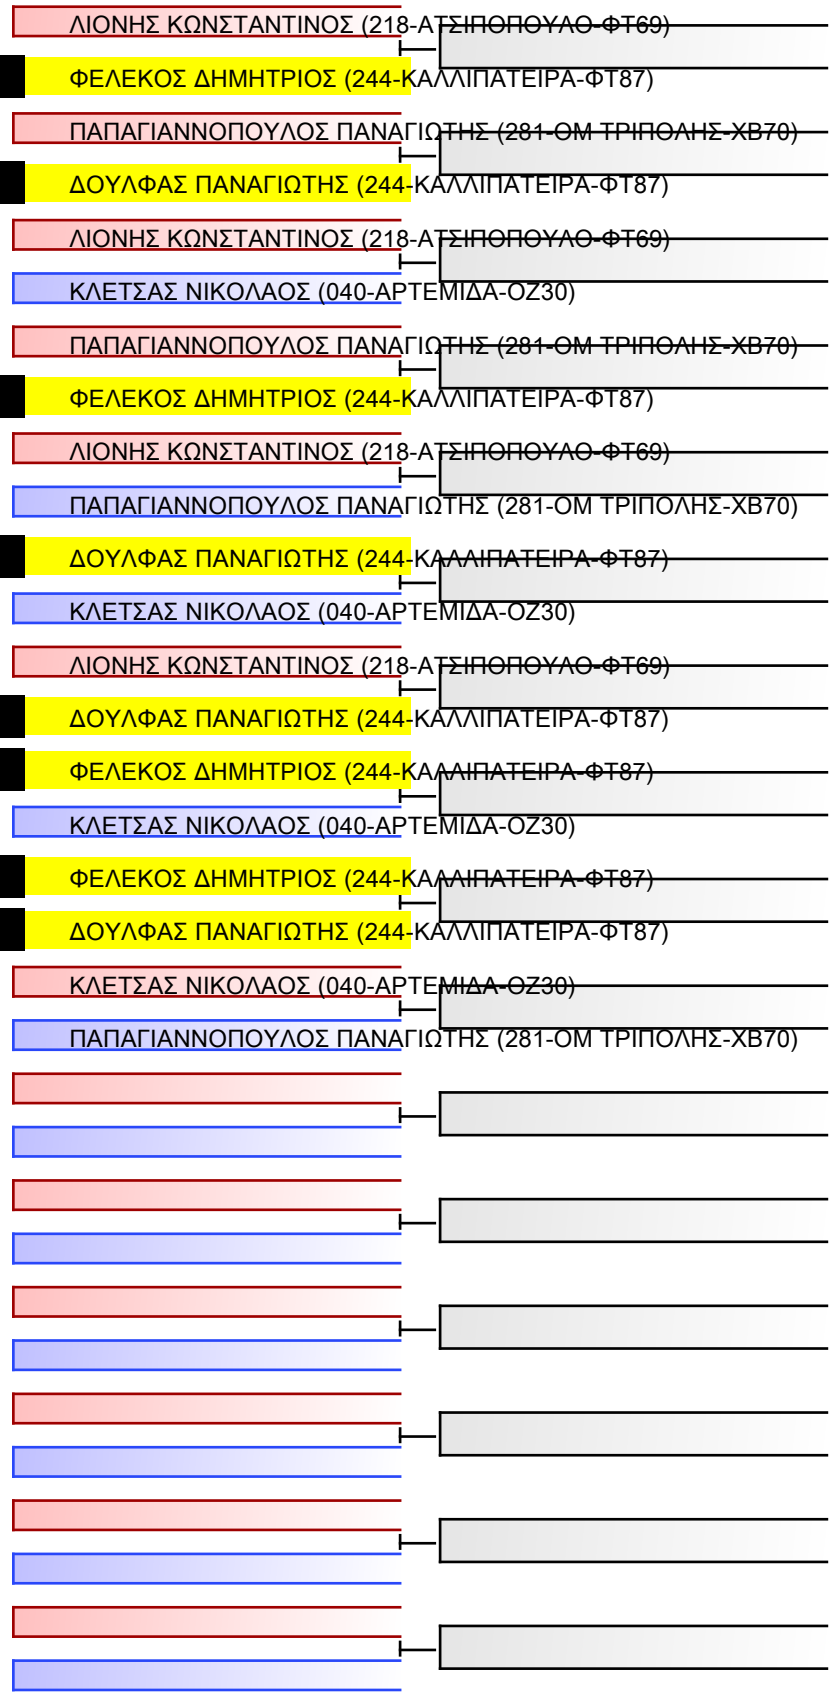 ΛΙΟΝΗΣ ΚΩΝΣΤΑΝΤΙΝΟΣ (218-ΑΤΣΙΠΟΠΟΥΛΟ-ΦΤ69)
ΦΕΛΕΚΟΣ ΔΗΜΗΤΡΙΟΣ (244-ΚΑΛΛΙΠΑΤΕΙΡΑ-ΦΤ87)
ΠΑΠΑΓΙΑΝΝΟΠΟΥΛΟΣ ΠΑΝΑΓΙΩΤΗΣ (281-ΟΜ ΤΡΙΠΟΛΗΣ-ΧΒ70)
ΔΟΥΛΦΑΣ ΠΑΝΑΓΙΩΤΗΣ (244-ΚΑΛΛΙΠΑΤΕΙΡΑ-ΦΤ87)
ΛΙΟΝΗΣ ΚΩΝΣΤΑΝΤΙΝΟΣ (218-ΑΤΣΙΠΟΠΟΥΛΟ-ΦΤ69)
ΚΛΕΤΣΑΣ ΝΙΚΟΛΑΟΣ (040-ΑΡΤΕΜΙΔΑ-ΟΖ30)
ΠΑΠΑΓΙΑΝΝΟΠΟΥΛΟΣ ΠΑΝΑΓΙΩΤΗΣ (281-ΟΜ ΤΡΙΠΟΛΗΣ-ΧΒ70)
ΦΕΛΕΚΟΣ ΔΗΜΗΤΡΙΟΣ (244-ΚΑΛΛΙΠΑΤΕΙΡΑ-ΦΤ87)
ΛΙΟΝΗΣ ΚΩΝΣΤΑΝΤΙΝΟΣ (218-ΑΤΣΙΠΟΠΟΥΛΟ-ΦΤ69)
ΠΑΠΑΓΙΑΝΝΟΠΟΥΛΟΣ ΠΑΝΑΓΙΩΤΗΣ (281-ΟΜ ΤΡΙΠΟΛΗΣ-ΧΒ70)
ΔΟΥΛΦΑΣ ΠΑΝΑΓΙΩΤΗΣ (244-ΚΑΛΛΙΠΑΤΕΙΡΑ-ΦΤ87)
ΚΛΕΤΣΑΣ ΝΙΚΟΛΑΟΣ (040-ΑΡΤΕΜΙΔΑ-ΟΖ30)
ΛΙΟΝΗΣ ΚΩΝΣΤΑΝΤΙΝΟΣ (218-ΑΤΣΙΠΟΠΟΥΛΟ-ΦΤ69)
ΔΟΥΛΦΑΣ ΠΑΝΑΓΙΩΤΗΣ (244-ΚΑΛΛΙΠΑΤΕΙΡΑ-ΦΤ87)
ΦΕΛΕΚΟΣ ΔΗΜΗΤΡΙΟΣ (244-ΚΑΛΛΙΠΑΤΕΙΡΑ-ΦΤ87)
ΚΛΕΤΣΑΣ ΝΙΚΟΛΑΟΣ (040-ΑΡΤΕΜΙΔΑ-ΟΖ30)
ΦΕΛΕΚΟΣ ΔΗΜΗΤΡΙΟΣ (244-ΚΑΛΛΙΠΑΤΕΙΡΑ-ΦΤ87)
ΔΟΥΛΦΑΣ ΠΑΝΑΓΙΩΤΗΣ (244-ΚΑΛΛΙΠΑΤΕΙΡΑ-ΦΤ87)
ΚΛΕΤΣΑΣ ΝΙΚΟΛΑΟΣ (040-ΑΡΤΕΜΙΔΑ-ΟΖ30)
ΠΑΠΑΓΙΑΝΝΟΠΟΥΛΟΣ ΠΑΝΑΓΙΩΤΗΣ (281-ΟΜ ΤΡΙΠΟΛΗΣ-ΧΒ70)